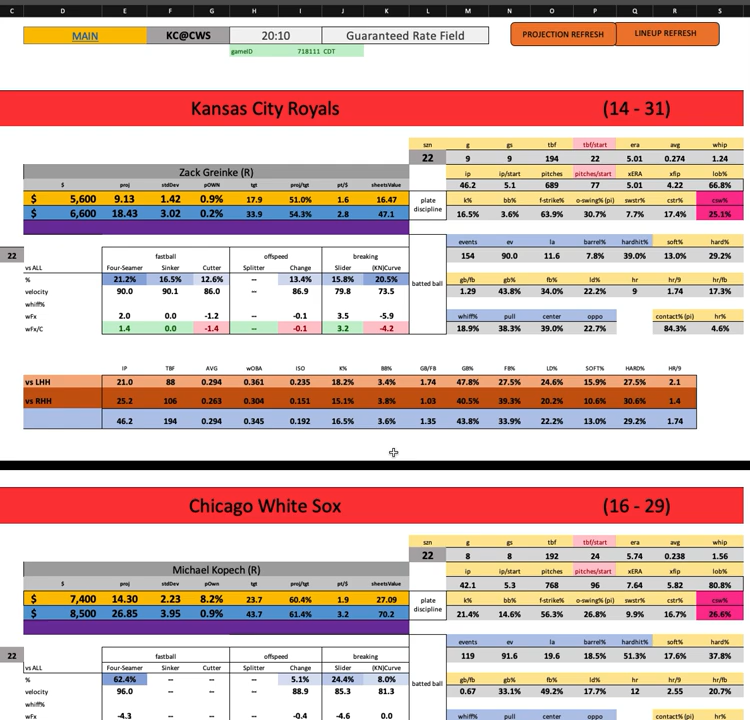 C D E F G H I J K L M N O P Q R S
MAIN KC@CWS 20:10 Guaranteed Rate Field PROJECTION REFRESH LINEUP REFRESH
gameID 718111 CDT
Kansas City Royals (14 - 31)
szn g gs tbf tbf/start era avg whip
22 9 9 194 22 5.01 0.274 1.24
Zack Greinke (R) ip ip/start pitches pitches/start xERA xfip lob%
$ proj stdDev pOWN tgt proj/tgt pt/$ sheetsValue 46.2 5.1 689 77 5.01 4.22 66.8%
$ 5,600 9.13 1.42 0.9% 17.9 51.0% 1.6 16.47 plate discipline k% bb% f-strike% o-swing% (pi) swstr% cstr% csw%
$ 6,600 18.43 3.02 0.2% 33.9 54.3% 2.8 47.1 16.5% 3.6% 63.9% 30.7% 7.7% 17.4% 25.1%
events ev la barrel% hardhit% soft% hard%
22 fastball offspeed breaking 154 90.0 11.6 7.8% 39.0% 13.0% 29.2%
vs ALL Four-Seamer Sinker Cutter Splitter Change Slider (KN)Curve
% 21.2% 16.5% 12.6% -- 13.4% 15.8% 20.5% batted ball gb/fb gb% fb% ld% hr hr/9 hr/fb
velocity 90.0 90.1 86.0 -- 86.9 79.8 73.5 1.29 43.8% 34.0% 22.2% 9 1.74 17.3%
whiff%
wFx 2.0 0.0 -1.2 -- -0.1 3.5 -5.9 whiff% pull center oppo contact% (pi) hr%
wFx/C 1.4 0.0 -1.4 -- -0.1 3.2 -4.2 18.9% 38.3% 39.0% 22.7% 84.3% 4.6%
IP TBF AVG wOBA ISO K% BB% GB/FB GB% FB% LD% SOFT% HARD% HR/9
vs LHH 21.0 88 0.294 0.361 0.235 18.2% 3.4% 1.74 47.8% 27.5% 24.6% 15.9% 27.5% 2.1
vs RHH 25.2 106 0.263 0.304 0.151 15.1% 3.8% 1.03 40.5% 39.3% 20.2% 10.6% 30.6% 1.4
46.2 194 0.294 0.345 0.192 16.5% 3.6% 1.35 43.8% 33.9% 22.2% 13.0% 29.2% 1.74
Chicago White Sox (16 - 29)
szn g gs tbf tbf/start era avg whip
22 8 8 192 24 5.74 0.238 1.56
Michael Kopech (R) ip ip/start pitches pitches/start xERA xfip lob%
$ proj stdDev pOwn tgt proj/tgt pt/$ sheetsValue 42.1 5.3 768 96 7.64 5.82 80.8%
$ 7,400 14.30 2.23 8.2% 23.7 60.4% 1.9 27.09 plate discipline k% bb% f-strike% o-swing% (pi) swstr% cstr% csw%
$ 8,500 26.85 3.95 0.9% 43.7 61.4% 3.2 70.2 21.4% 14.6% 56.3% 26.8% 9.9% 16.7% 26.6%
events ev la barrel% hardhit% soft% hard%
22 fastball offspeed breaking 119 91.6 19.6 18.5% 51.3% 17.6% 37.8%
vs ALL Four-Seamer Sinker Cutter Splitter Change Slider (KN)Curve
% 62.4% -- -- -- 5.1% 24.4% 8.0% batted ball gb/fb gb% fb% ld% hr hr/9 hr/fb
velocity 96.0 -- -- -- 88.9 85.3 81.3 0.67 33.1% 49.2% 17.7% 12 2.55 20.7%
whiff%
wFx -4.3 -- -- -- -0.4 -4.6 0.0 whiff% pull center oppo contact% (pi) hr%